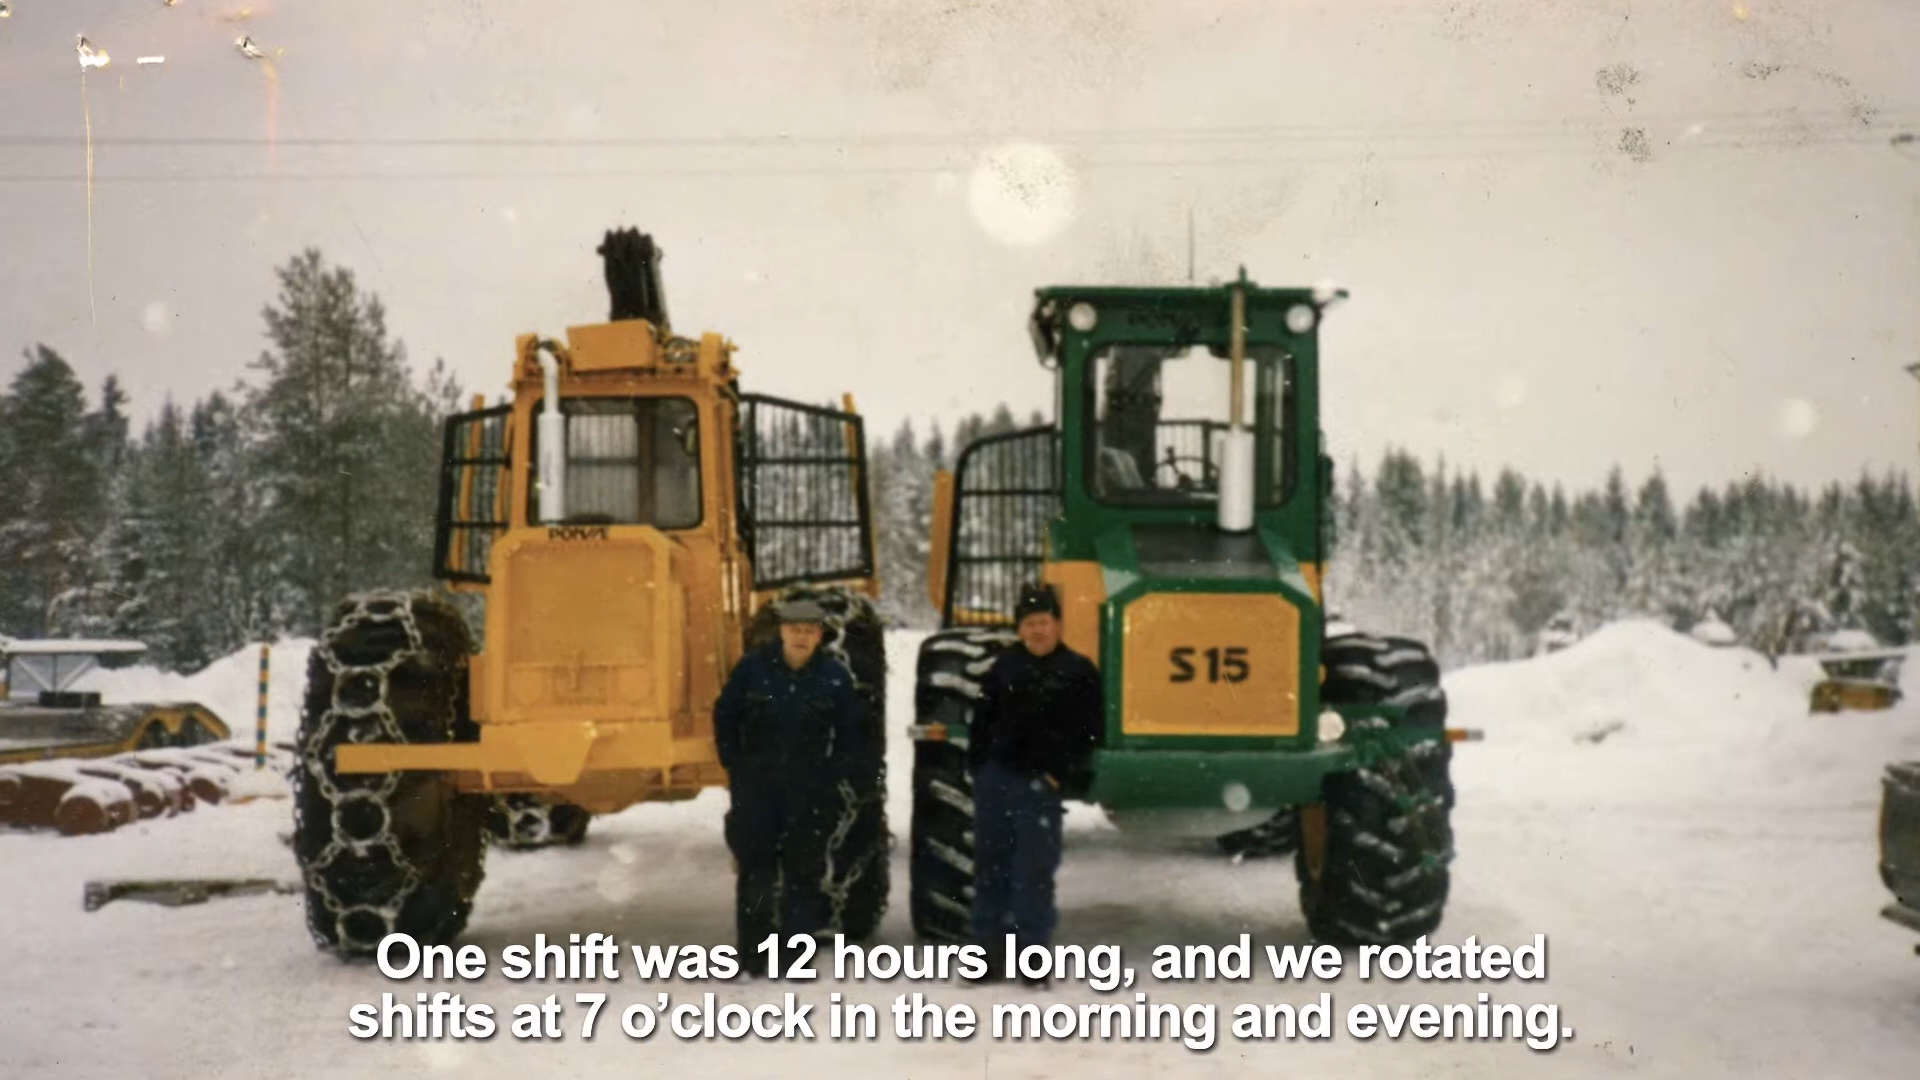 PONSSE
S15
One shift was 12 hours long, and we rotated
shifts at 7 o’clock in the morning and evening.